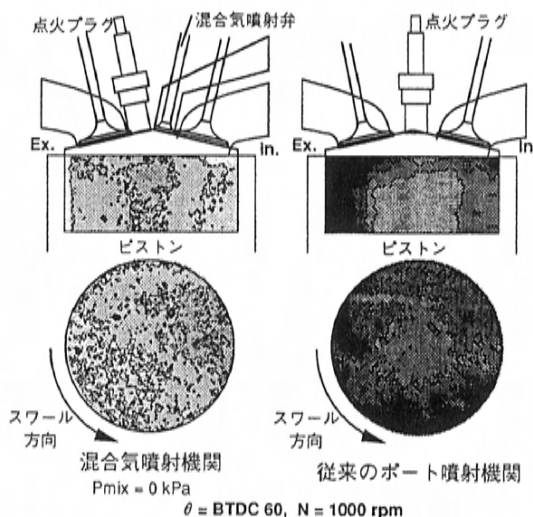 点火プラグ
混合気噴射弁
Ex.
in.
ピストン
スワール
方向
混合気噴射機関
Pmix = 0 kPa
点火プラグ
Ex.
In.
ピストン
スワール
方向
従来のポート噴射機関
θ = BTDC 60, N = 1000 rpm